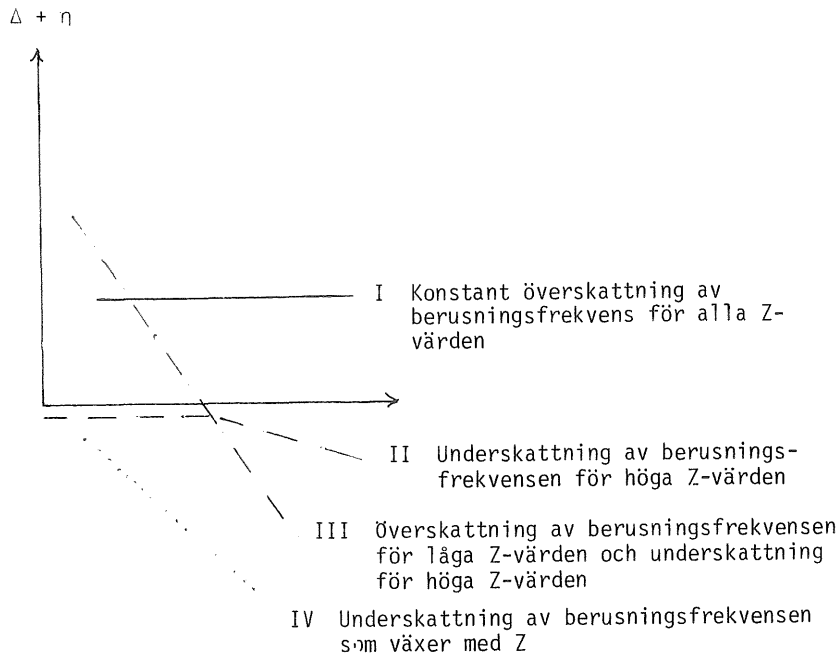 Δ + η
I Konstant överskattning av
berusningsfrekvens för alla Z-
värden
II Underskattning av berusnings-
frekvensen för höga Z-värden
III Överskattning av berusningsfrekvensen
för låga Z-värden och underskattning
för höga Z-värden
IV Underskattning av berusningsfrekvensen
som växer med Z